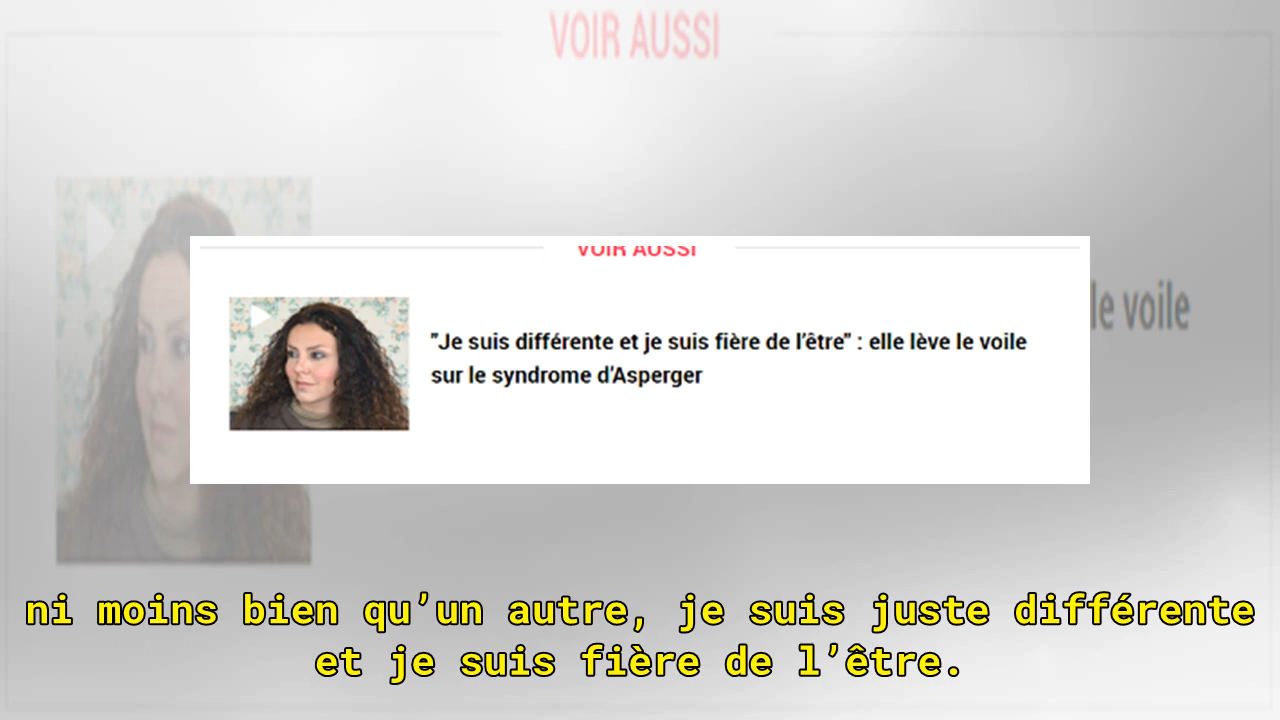 VOIR AUSSI
VOIR AUSSI
"Je suis différente et je suis fière de l'être" : elle lève le voile
sur le syndrome d'Asperger
le voile
ni moins bien qu’un autre, je suis juste différente
et je suis fière de l’être.